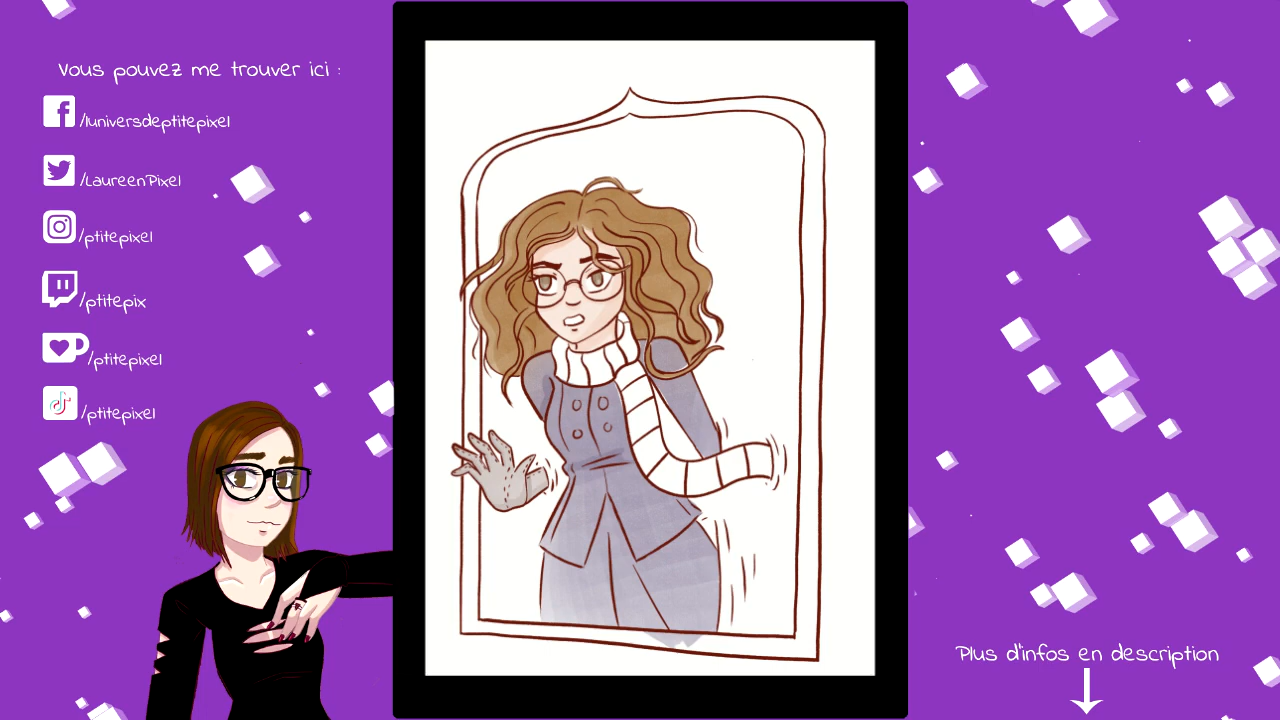 Vous pouvez me trouver ici :
/luniversdeptitepixel
/LaureenPixel
/ptitepixel
/ptitepix
/ptitepixel
/ptitepixel
Plus d'infos en description